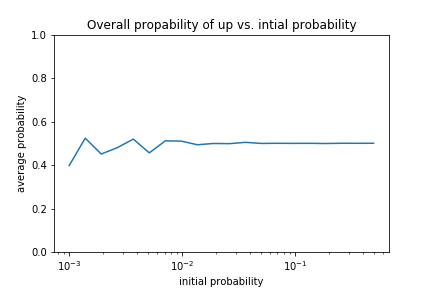 Overall propability of up vs. intial probability
1.0
0.8
0.6
0.4
0.2
0.0
average probability
10⁻³ 10⁻² 10⁻¹
initial probability